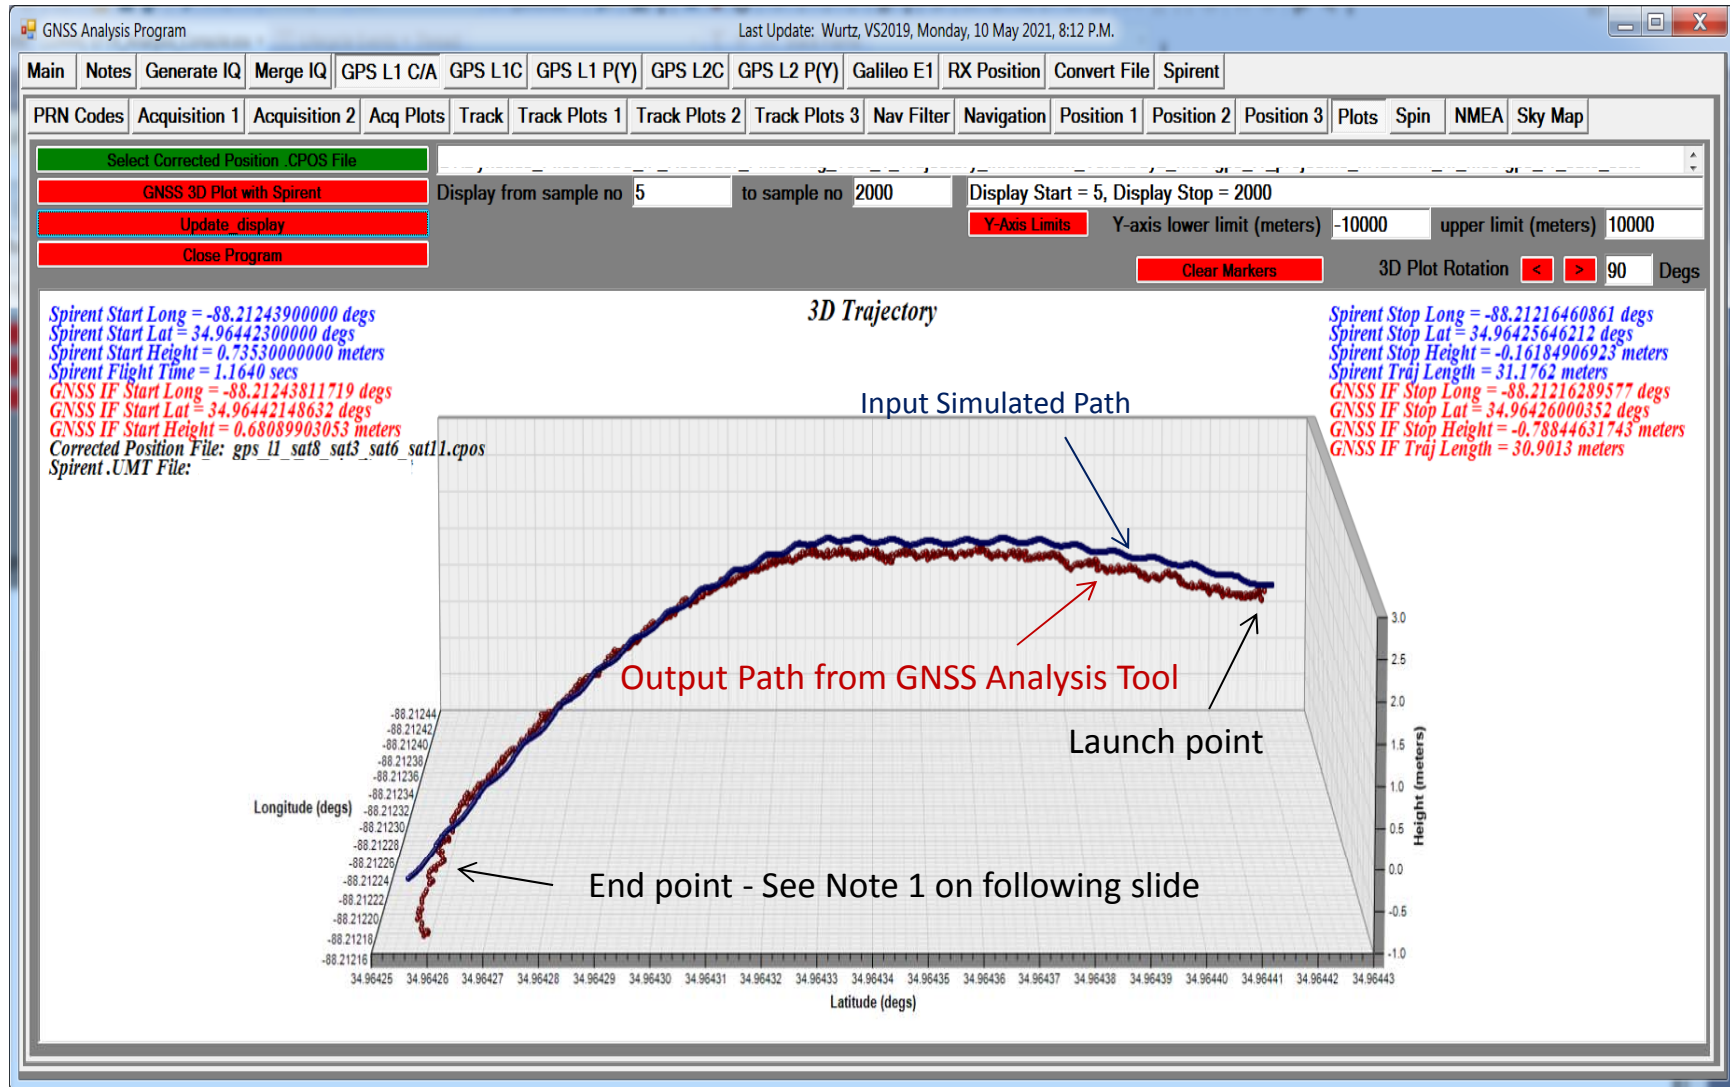 GNSS Analysis Program
Last Update: Wurtz, VS2019, Monday, 10 May 2021, 8:12 P.M.
Main Notes Generate IQ Merge IQ GPS L1 C/A GPS L1C GPS L1 P(Y) GPS L2C GPS L2 P(Y) Galileo E1 RX Position Convert File Spirent
PRN Codes Acquisition 1 Acquisition 2 Acq Plots Track Track Plots 1 Track Plots 2 Track Plots 3 Nav Filter Navigation Position 1 Position 2 Position 3 Plots Spin NMEA Sky Map
Select Corrected Position .CPOS File
GNSS 3D Plot with Spirent Display from sample no 5 to sample no 2000 Display Start = 5, Display Stop = 2000
Update_display Y-Axis Limits Y-axis lower limit (meters) -10000 upper limit (meters) 10000
Close Program Clear Markers 3D Plot Rotation < > 90 Degs
3D Trajectory
Spirent Start Long = -88.21243900000 degs
Spirent Start Lat = 34.96442300000 degs
Spirent Start Height = 0.73530000000 meters
Spirent Flight Time = 1.1640 secs
GNSS IF Start Long = -88.21243811719 degs
GNSS IF Start Lat = 34.96442148632 degs
GNSS IF Start Height = 0.68089903053 meters
Corrected Position File: gps_l1_sat8_sat3_sat6_sat11.cpos
Spirent .UMT File:
Spirent Stop Long = -88.21216460861 degs
Spirent Stop Lat = 34.96425646212 degs
Spirent Stop Height = -0.16184906923 meters
Spirent Traj Length = 31.1762 meters
GNSS IF Stop Long = -88.21216289577 degs
GNSS IF Stop Lat = 34.96426000352 degs
GNSS IF Stop Height = -0.78844631743 meters
GNSS IF Traj Length = 30.9013 meters
Input Simulated Path
Output Path from GNSS Analysis Tool
Launch point
End point - See Note 1 on following slide
-88.21244
-88.21242
-88.21240
-88.21238
-88.21236
-88.21234
-88.21232
-88.21230
-88.21228
-88.21226
-88.21224
-88.21222
-88.21220
-88.21218
-88.21216
Longitude (degs)
3.0
2.5
2.0
1.5
1.0
0.5
0.0
-0.5
-1.0
Height (meters)
34.96425 34.96426 34.96427 34.96428 34.96429 34.96430 34.96431 34.96432 34.96433 34.96434 34.96435 34.96436 34.96437 34.96438 34.96439 34.96440 34.96441 34.96442 34.96443
Latitude (degs)